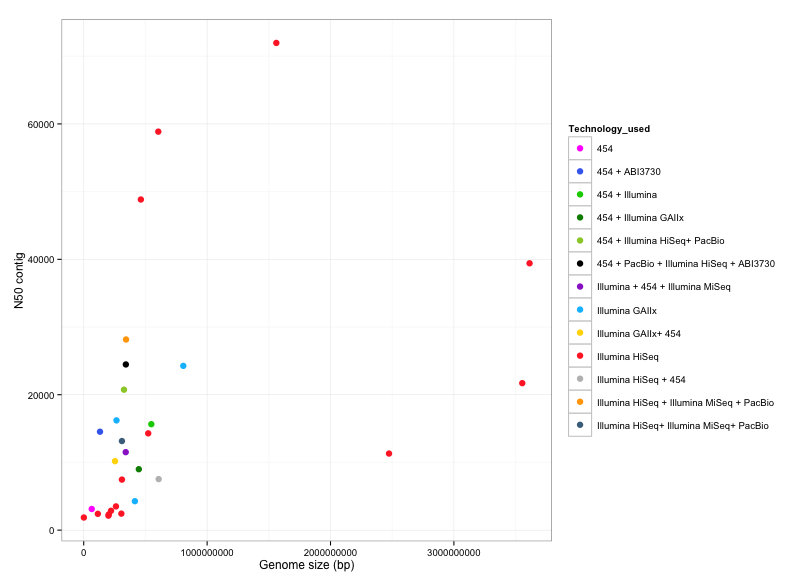 60000
40000
20000
0
N50 contig
0
1000000000
2000000000
3000000000
Genome size (bp)
Technology_used
454
454 + ABI3730
454 + Illumina
454 + Illumina GAIIx
454 + Illumina HiSeq+ PacBio
454 + PacBio + Illumina HiSeq + ABI3730
Illumina + 454 + Illumina MiSeq
Illumina GAIIx
Illumina GAIIx+ 454
Illumina HiSeq
Illumina HiSeq + 454
Illumina HiSeq + Illumina MiSeq + PacBio
Illumina HiSeq+ Illumina MiSeq+ PacBio